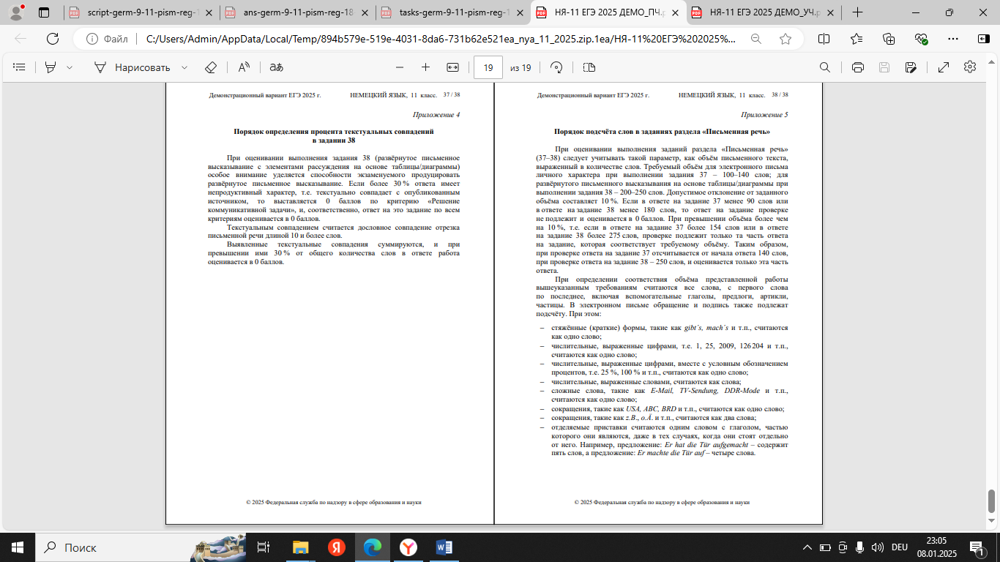 script-germ-9-11-pism-reg-1
ans-germ-9-11-pism-reg-18
tasks-germ-9-11-pism-reg-1
НЯ-11 ЕГЭ 2025 ДЕМО_ПЧ.p
НЯ-11 ЕГЭ 2025 ДЕМО_УЧ.p
Файл
C:/Users/Admin/AppData/Local/Temp/894b579e-519e-4031-8da6-731b62e521ea_nya_11_2025.zip.1ea/НЯ-11%20ЕГЭ%202025%...
Нарисовать
19
из 19
Демонстрационный вариант ЕГЭ 2025 г. НЕМЕЦКИЙ ЯЗЫК, 11 класс. 37 / 38
Приложение 4
Порядок определения процента текстуальных совпадений
в задании 38
При оценивании выполнения задания 38 (развёрнутое письменное
высказывание с элементами рассуждения на основе таблицы/диаграммы)
особое внимание уделяется способности экзаменуемого продуцировать
развёрнутое письменное высказывание. Если более 30 % ответа имеет
непродуктивный характер, т.е. текстуально совпадает с опубликованным
источником, то выставляется 0 баллов по критерию «Решение
коммуникативной задачи», и, соответственно, ответ на это задание по всем
критериям оценивается в 0 баллов.
Текстуальным совпадением считается дословное совпадение отрезка
письменной речи длиной 10 и более слов.
Выявленные текстуальные совпадения суммируются, и при
превышении ими 30 % от общего количества слов в ответе работа
оценивается в 0 баллов.
© 2025 Федеральная служба по надзору в сфере образования и науки
Демонстрационный вариант ЕГЭ 2025 г. НЕМЕЦКИЙ ЯЗЫК, 11 класс. 38 / 38
Приложение 5
Порядок подсчёта слов в заданиях раздела «Письменная речь»
При оценивании выполнения заданий раздела «Письменная речь»
(37–38) следует учитывать такой параметр, как объём письменного текста,
выраженный в количестве слов. Требуемый объём для электронного письма
личного характера при выполнении задания 37 – 100–140 слов; для
развёрнутого письменного высказывания на основе таблицы/диаграммы при
выполнении задания 38 – 200–250 слов. Допустимое отклонение от заданного
объёма составляет 10 %. Если в ответе на задание 37 менее 90 слов или
в ответе на задание 38 менее 180 слов, то ответ на задание проверке
не подлежит и оценивается в 0 баллов. При превышении объёма более чем
на 10 %, т.е. если в ответе на задание 37 более 154 слов или в ответе
на задание 38 более 275 слов, проверке подлежит только та часть ответа
на задание, которая соответствует требуемому объёму. Таким образом,
при проверке ответа на задание 37 отсчитывается от начала ответа 140 слов,
при проверке ответа на задание 38 – 250 слов, и оценивается только эта часть
ответа.
При определении соответствия объёма представленной работы
вышеуказанным требованиям считаются все слова, с первого слова
по последнее, включая вспомогательные глаголы, предлоги, артикли,
частицы. В электронном письме обращение и подпись также подлежат
подсчёту. При этом:
– стяжённые (краткие) формы, такие как gibt´s, mach´s и т.п., считаются
как одно слово;
– числительные, выраженные цифрами, т.е. 1, 25, 2009, 126 204 и т.п.,
считаются как одно слово;
– числительные, выраженные цифрами, вместе с условным обозначением
процентов, т.е. 25 %, 100 % и т.п., считаются как одно слово;
– числительные, выраженные словами, считаются как слова;
– сложные слова, такие как E-Mail, TV-Sendung, DDR-Mode и т.п.,
считаются как одно слово;
– сокращения, такие как USA, ABC, BRD и т.п., считаются как одно слово;
– сокращения, такие как z.B., o.Ä. и т.п., считаются как два слова;
– отделяемые приставки считаются одним словом с глаголом, частью
которого они являются, даже в тех случаях, когда они стоят отдельно
от него. Например, предложение: Er hat die Tür aufgemacht – содержит
пять слов, а предложение: Er machte die Tür auf – четыре слова.
© 2025 Федеральная служба по надзору в сфере образования и науки
Поиск
DEU
23:05
08.01.2025
1